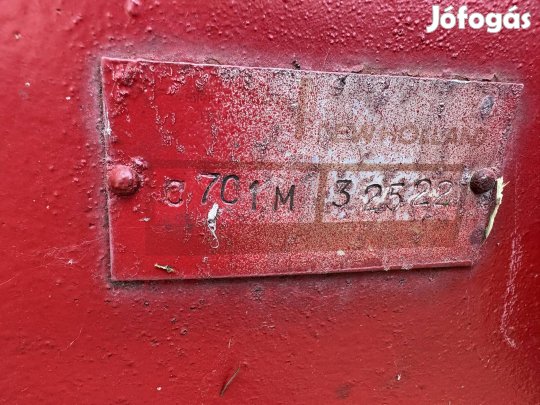 Jófogás
NEW HOLLAND
C 701M 32522